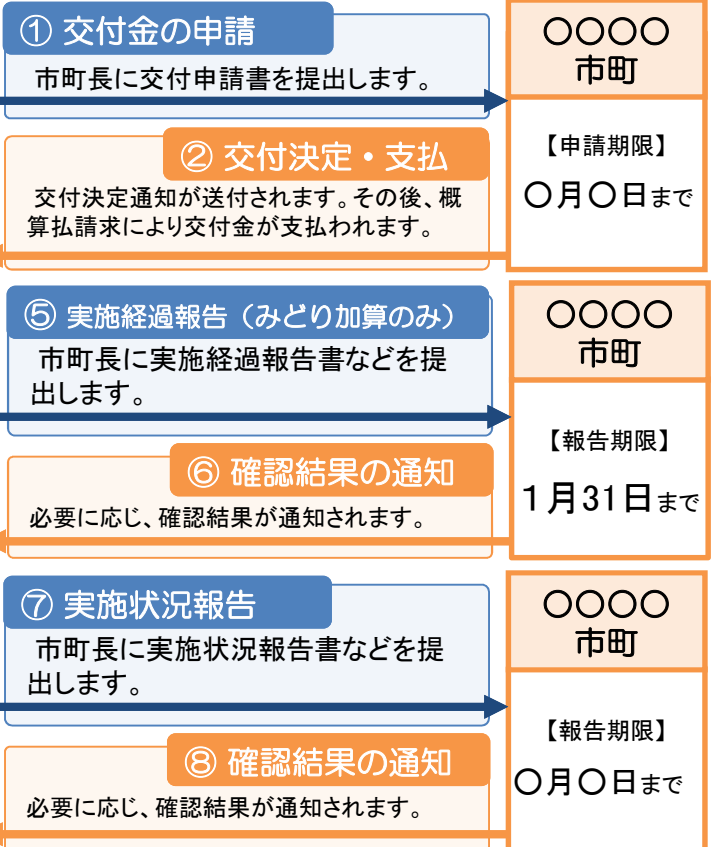 ① 交付金の申請
市町長に交付申請書を提出します。
② 交付決定・支払
交付決定通知が送付されます。その後、概
算払請求により交付金が支払われます。
〇〇〇〇
市町
【申請期限】
〇月〇日まで
⑤ 実施経過報告（みどり加算のみ）
市町長に実施経過報告書などを提
出します。
⑥ 確認結果の通知
必要に応じ、確認結果が通知されます。
〇〇〇〇
市町
【報告期限】
１月31日まで
⑦ 実施状況報告
市町長に実施状況報告書などを提
出します。
⑧ 確認結果の通知
必要に応じ、確認結果が通知されます。
〇〇〇〇
市町
【報告期限】
〇月〇日まで